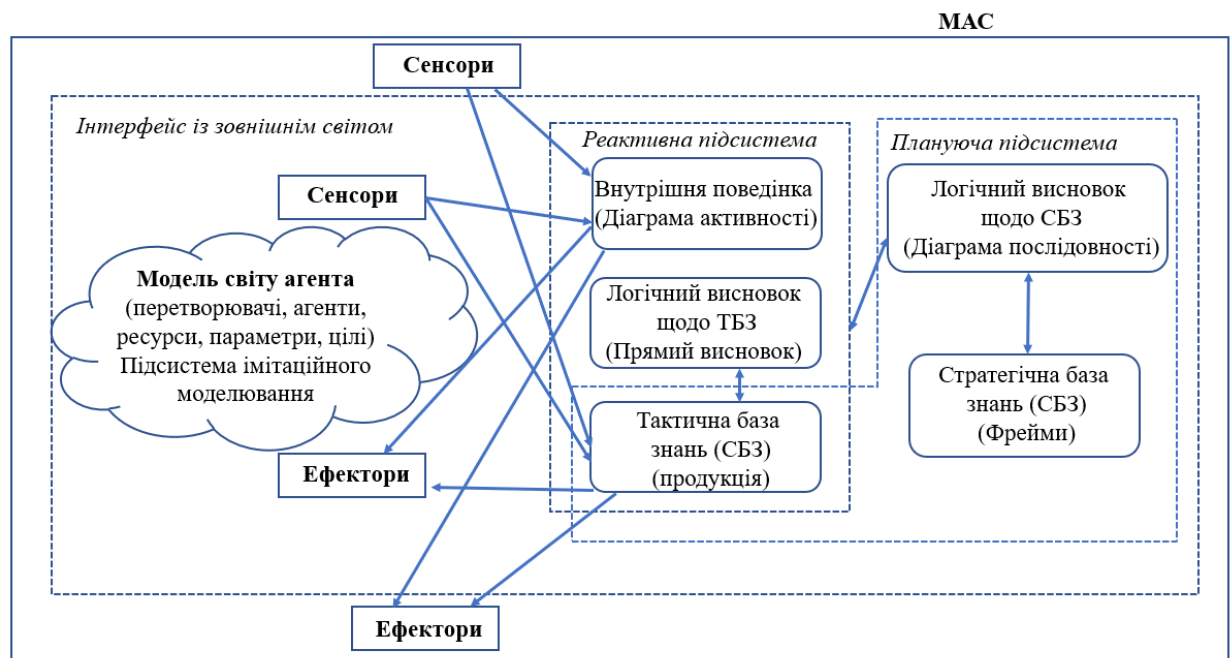 МАС
Сенсори
Інтерфейс із зовнішнім світом
Реактивна підсистема
Плануюча підсистема
Внутрішня поведінка
(Діаграма активності)
Логічний висновок
щодо СБЗ
(Діаграма послідовності)
Сенсори
Модель світу агента
(перетворювачі, агенти,
ресурси, параметри, цілі)
Підсистема імітаційного
моделювання
Логічний висновок
щодо ТБЗ
(Прямий висновок)
Стратегічна база
знань (СБЗ)
(Фрейми)
Тактична база
знань (СБЗ)
(продукція)
Ефектори
Ефектори